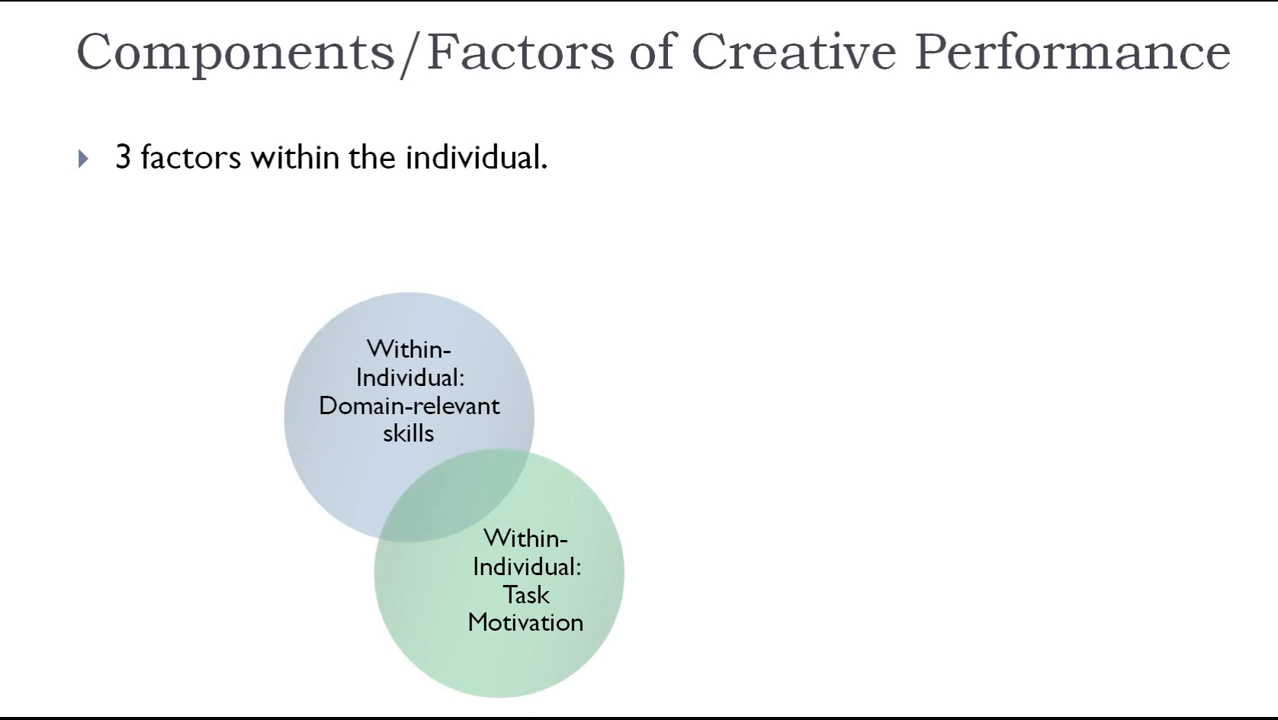 Components/Factors of Creative Performance
3 factors within the individual.
Within-
Individual:
Domain-relevant
skills
Within-
Individual:
Task
Motivation